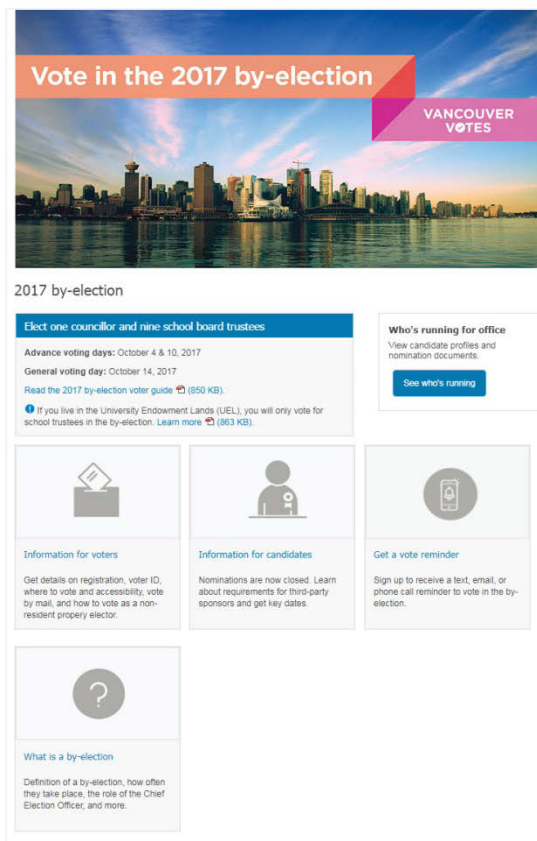 Vote in the 2017 by-election
VANCOUVER
VOTES
2017 by-election
Elect one councillor and nine school board trustees
Advance voting days: October 4 & 10, 2017
General voting day: October 14, 2017
Read the 2017 by-election voter guide (850 KB).
If you live in the University Endowment Lands (UEL), you will only vote for
school trustees in the by-election. Learn more (863 KB).
Who's running for office
View candidate profiles and
nomination documents.
See who's running
Information for voters
Get details on registration, voter ID,
where to vote and accessibility, vote
by mail, and how to vote as a non-
resident propery elector.
Information for candidates
Nominations are now closed. Learn
about requirements for third-party
sponsors and get key dates.
Get a vote reminder
Sign up to receive a text, email, or
phone call reminder to vote in the by-
election.
What is a by-election
Definition of a by-election, how often
they take place, the role of the Chief
Election Officer, and more.